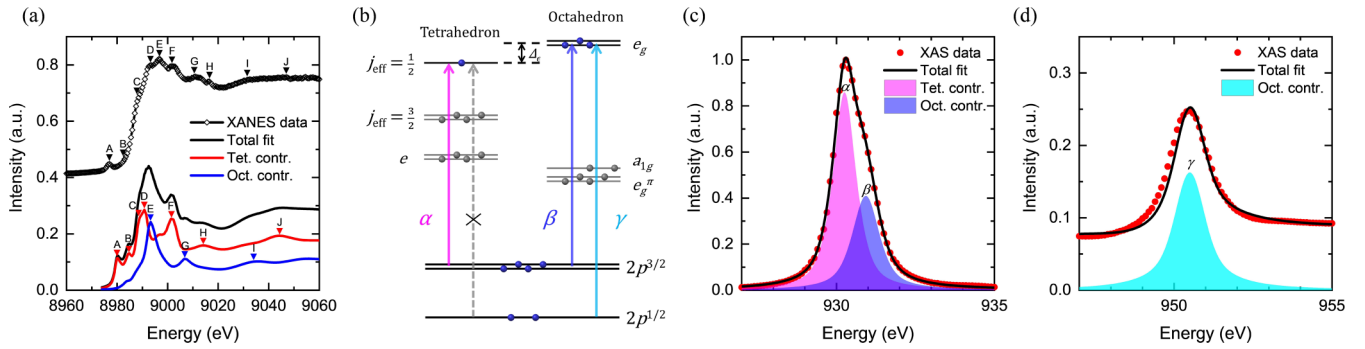 (a)
Intensity (a.u.)
0.8
0.6
0.4
0.2
0.0
A
B
C
D
E
F
G
H
I
J
XANES data
Total fit
Tet. contr.
Oct. contr.
A
B
C
D
E
F
G
H
I
J
8960 8980 9000 9020 9040 9060
Energy (eV)
(b)
Tetrahedron
Octahedron
e_g
Δ_t
j_eff = 1/2
j_eff = 3/2
e
a_1g
e_g^π
α
β
γ
2p^3/2
2p^1/2
(c)
Intensity (a.u.)
1.0
0.8
0.6
0.4
0.2
0.0
XAS data
Total fit
Tet. contr.
Oct. contr.
α
β
930 935
Energy (eV)
(d)
Intensity (a.u.)
0.3
0.2
0.1
0.0
XAS data
Total fit
Oct. contr.
γ
950 955
Energy (eV)